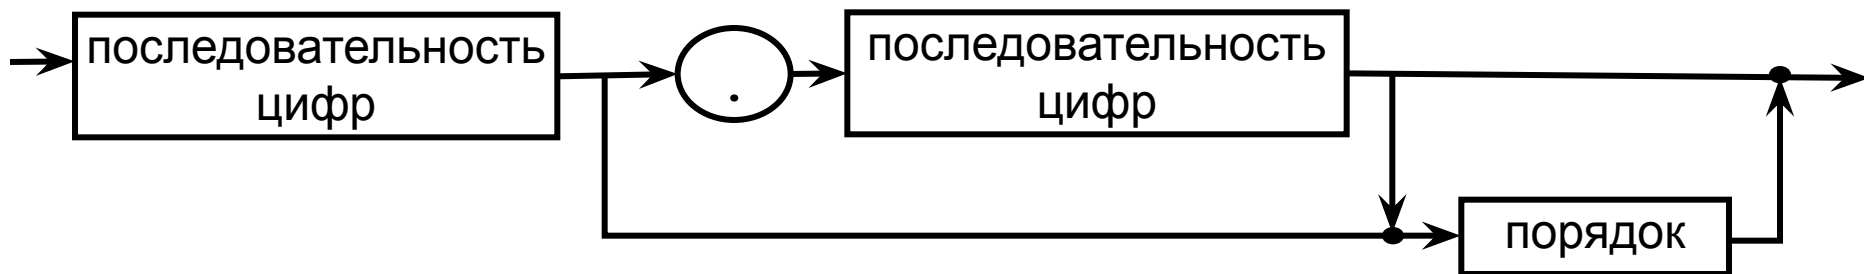 последовательность
цифр
.
последовательность
цифр
порядок